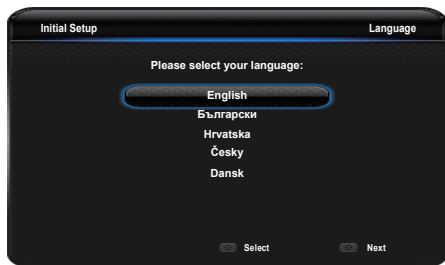 Initial Setup Language
Please select your language:
English
Български
Hrvatska
Česky
Dansk
Select Next